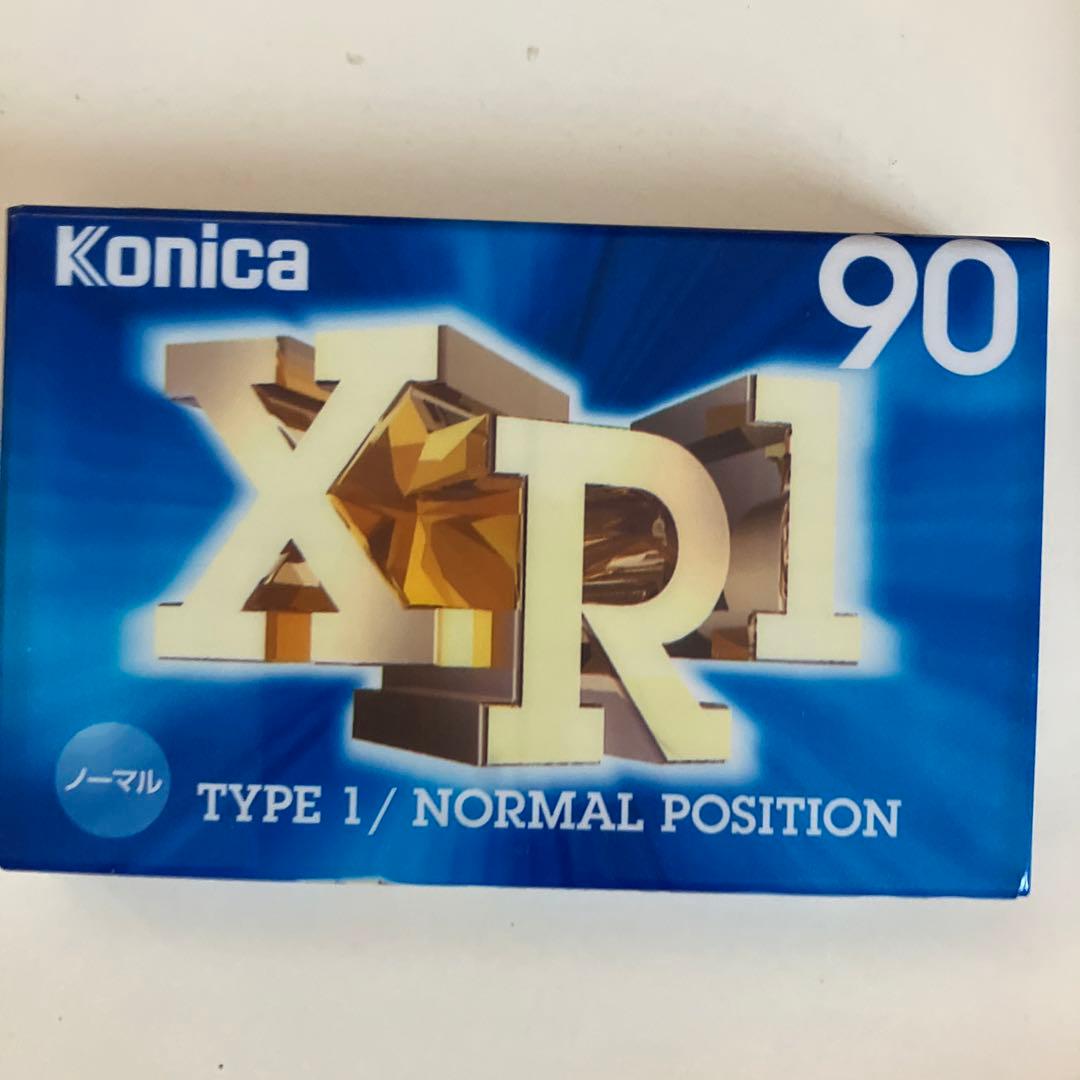 Konica
90
XR1
ノーマル
TYPE 1/ NORMAL POSITION